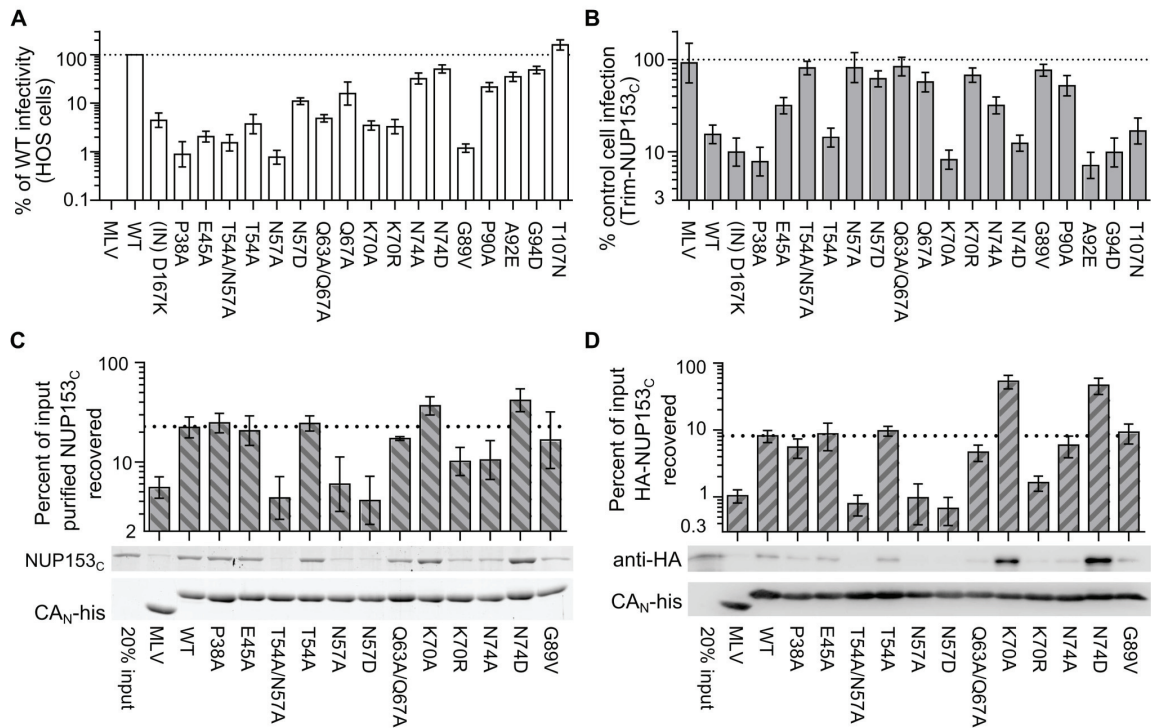 A
% of WT infectivity
(HOS cells)
100
10
1
0.1
MLV
WT
(IN) D167K
P38A
E45A
T54A/N57A
T54A
N57A
N57D
Q63A/Q67A
Q67A
K70A
K70R
N74A
N74D
G89V
P90A
A92E
G94D
T107N
B
% control cell infection
(Trim-NUP153C)
100
10
3
MLV
WT
(IN) D167K
P38A
E45A
T54A/N57A
T54A
N57A
N57D
Q63A/Q67A
Q67A
K70A
K70R
N74A
N74D
G89V
P90A
A92E
G94D
T107N
C
Percent of input
purified NUP153C
recovered
100
10
2
NUP153C
CAN-his
20% input
MLV
WT
P38A
E45A
T54A/N57A
T54A
N57A
N57D
Q63A/Q67A
K70A
K70R
N74A
N74D
G89V
D
Percent of input
HA-NUP153C
recovered
100
10
1
0.3
anti-HA
CAN-his
20% input
MLV
WT
P38A
E45A
T54A/N57A
T54A
N57A
N57D
Q63A/Q67A
K70A
K70R
N74A
N74D
G89V